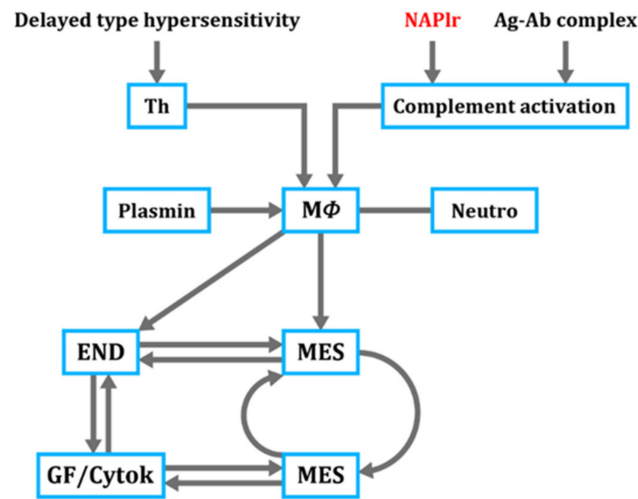 Delayed type hypersensitivity
NAPlr
Ag-Ab complex
Th
Complement activation
Plasmin
MΦ
Neutro
END
MES
GF/Cytok
MES